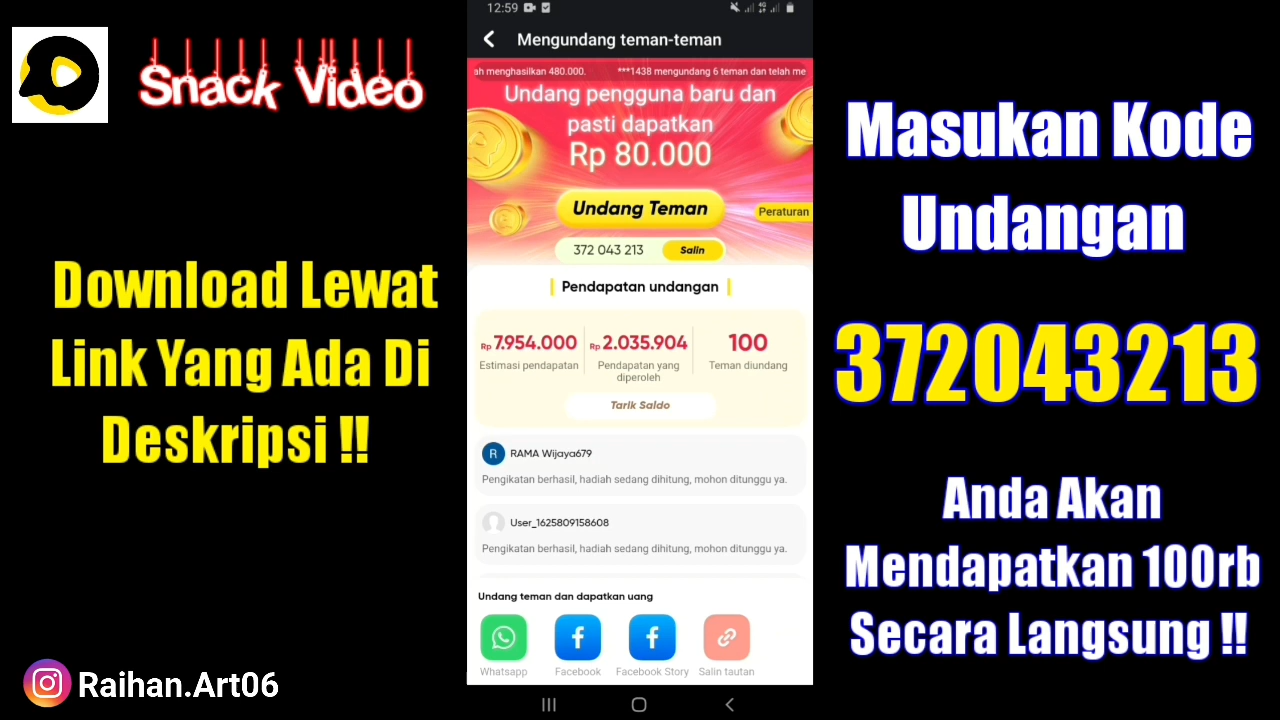 Snack Video
Download Lewat
Link Yang Ada Di
Deskripsi !!
Raihan.Art06
12:59
4G
Mengundang teman-teman
ah menghasilkan 480.000. ***1438 mengundang 6 teman dan telah me
Undang pengguna baru dan
pasti dapatkan
Rp 80.000
Undang Teman
Peraturan
372 043 213 Salin
Pendapatan undangan
Rp 7.954.000 Rp 2.035.904 100
Estimasi pendapatan Pendapatan yang Teman diundang
diperoleh
Tarik Saldo
R RAMA Wijaya679
Pengikatan berhasil, hadiah sedang dihitung, mohon ditunggu ya.
User_1625809158608
Pengikatan berhasil, hadiah sedang dihitung, mohon ditunggu ya.
Undang teman dan dapatkan uang
Whatsapp Facebook Facebook Story Salin tautan
Masukan Kode
Undangan
372043213
Anda Akan
Mendapatkan 100rb
Secara Langsung !!